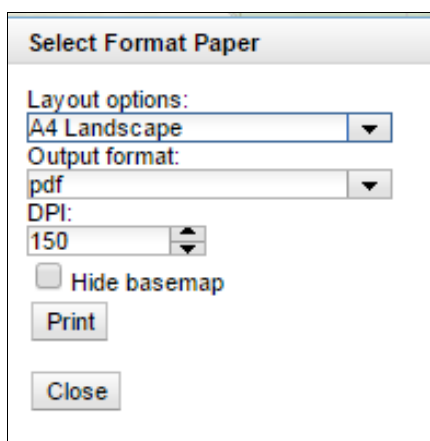 Select Format Paper
Layout options:
A4 Landscape
Output format:
pdf
DPI:
150
Hide basemap
Print
Close